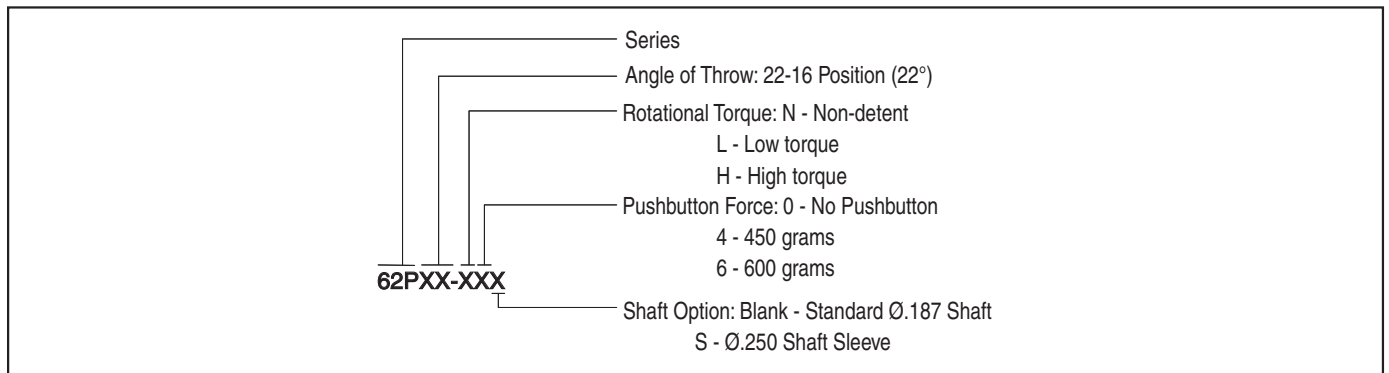 Series
Angle of Throw: 22-16 Position (22°)
Rotational Torque: N - Non-detent
L - Low torque
H - High torque
Pushbutton Force: 0 - No Pushbutton
4 - 450 grams
6 - 600 grams
62PXX-XXX
Shaft Option: Blank - Standard Ø.187 Shaft
S - Ø.250 Shaft Sleeve